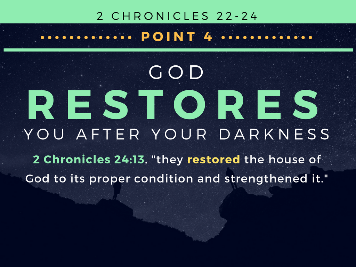 2 CHRONICLES 22-24
POINT 4
GOD
RESTORES
YOU AFTER YOUR DARKNESS
2 Chronicles 24:13, "they restored the house of
God to its proper condition and strengthened it."